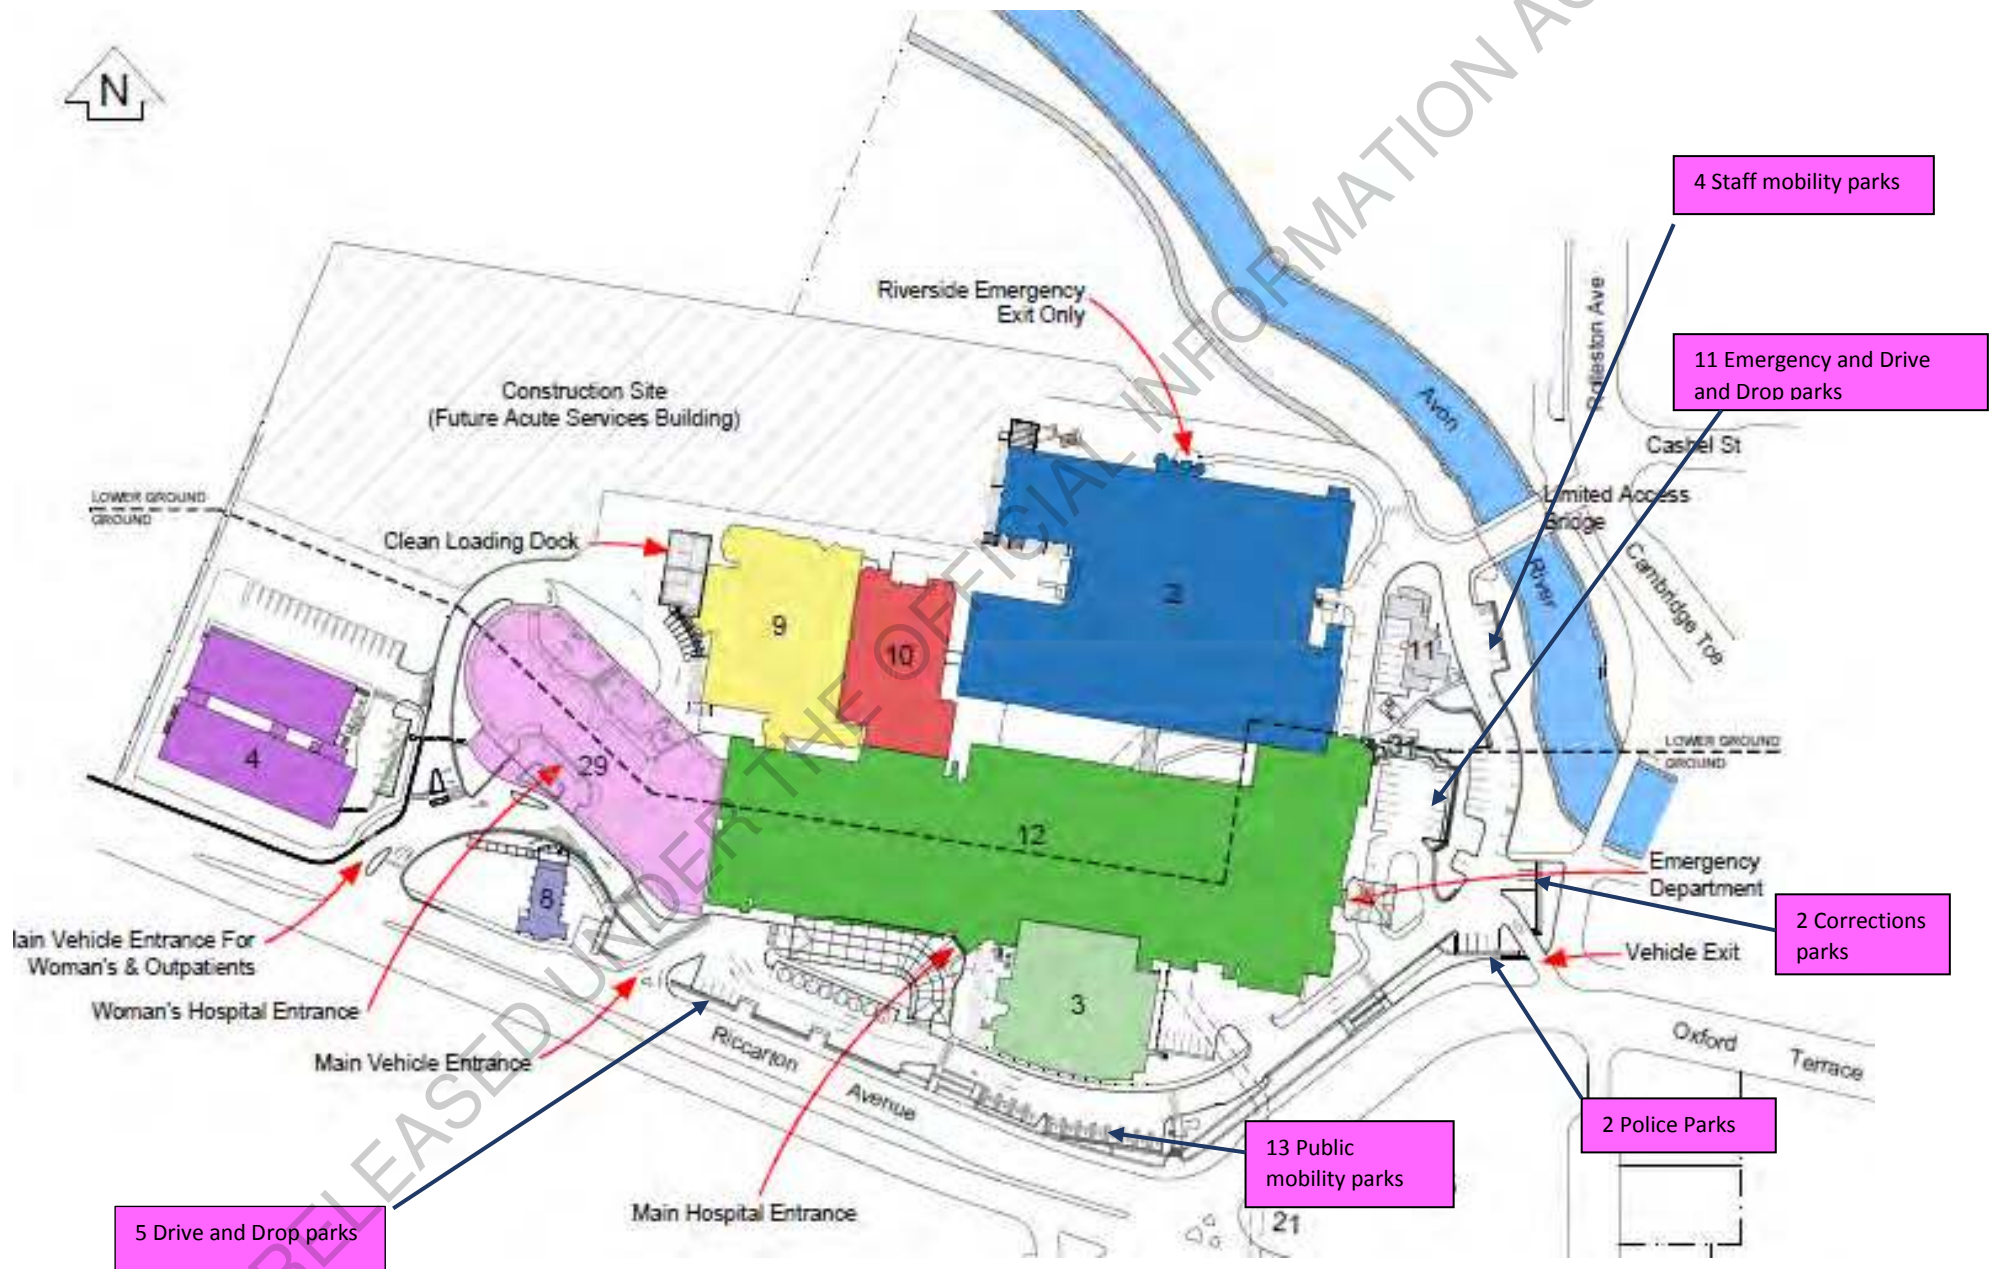 N
4 Staff mobility parks
Riverside Emergency
Exit Only
Rolleston Ave
11 Emergency and Drive
and Drop parks
Construction Site
(Future Acute Services Building)
Avon
Cashel St
LOWER GROUND
GROUND
Limited Access
Bridge
Clean Loading Dock
River
Cambridge Tce
2
9
10
11
31
4
29
12
LOWER GROUND
GROUND
8
Emergency
Department
2 Corrections
parks
Main Vehicle Entrance For
Woman's & Outpatients
Vehicle Exit
Woman's Hospital Entrance
3
Main Vehicle Entrance
Riccarton
Avenue
Oxford
Terrace
2 Police Parks
13 Public
mobility parks
Main Hospital Entrance
21
5 Drive and Drop parks
RELEASED UNDER THE OFFICIAL INFORMATION